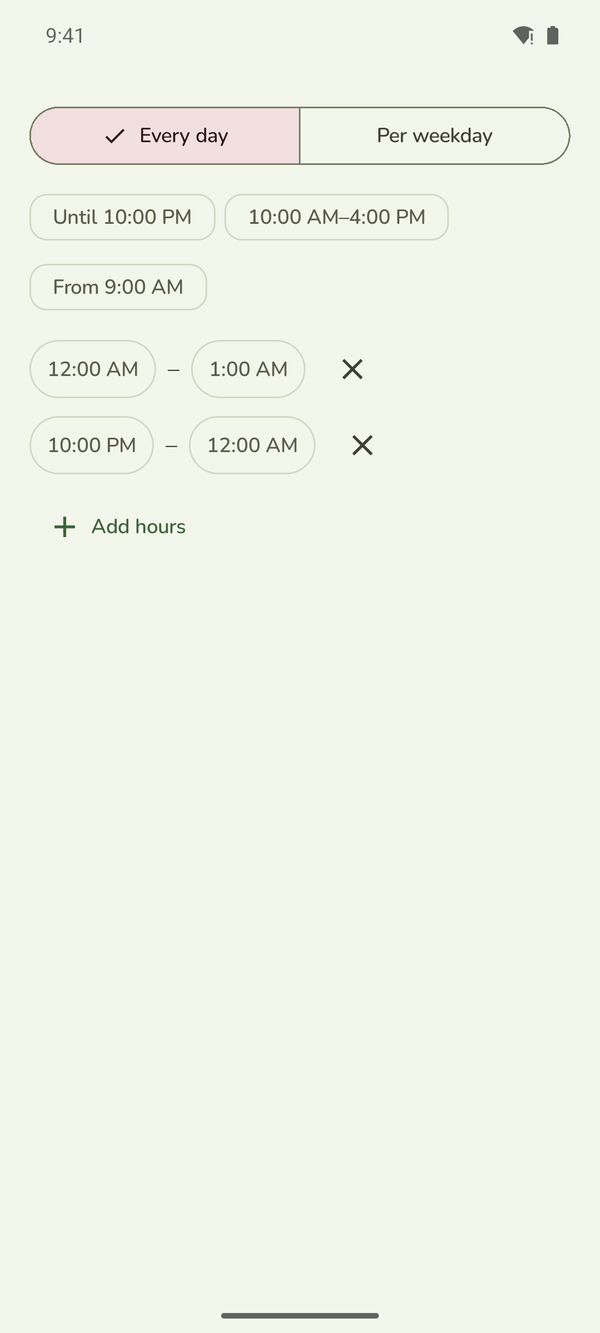 9:41
Every day Per weekday
Until 10:00 PM 10:00 AM–4:00 PM
From 9:00 AM
12:00 AM – 1:00 AM
10:00 PM – 12:00 AM
Add hours